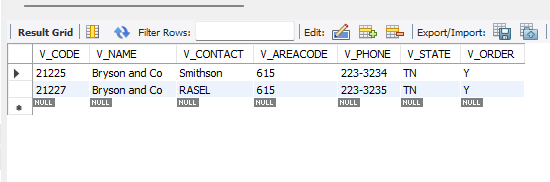 Result Grid Filter Rows: Edit: Export/Import:
V_CODE V_NAME V_CONTACT V_AREACODE V_PHONE V_STATE V_ORDER
21225 Bryson and Co Smithson 615 223-3234 TN Y
21227 Bryson and Co RASEL 615 223-3235 TN Y
NULL NULL NULL NULL NULL NULL NULL